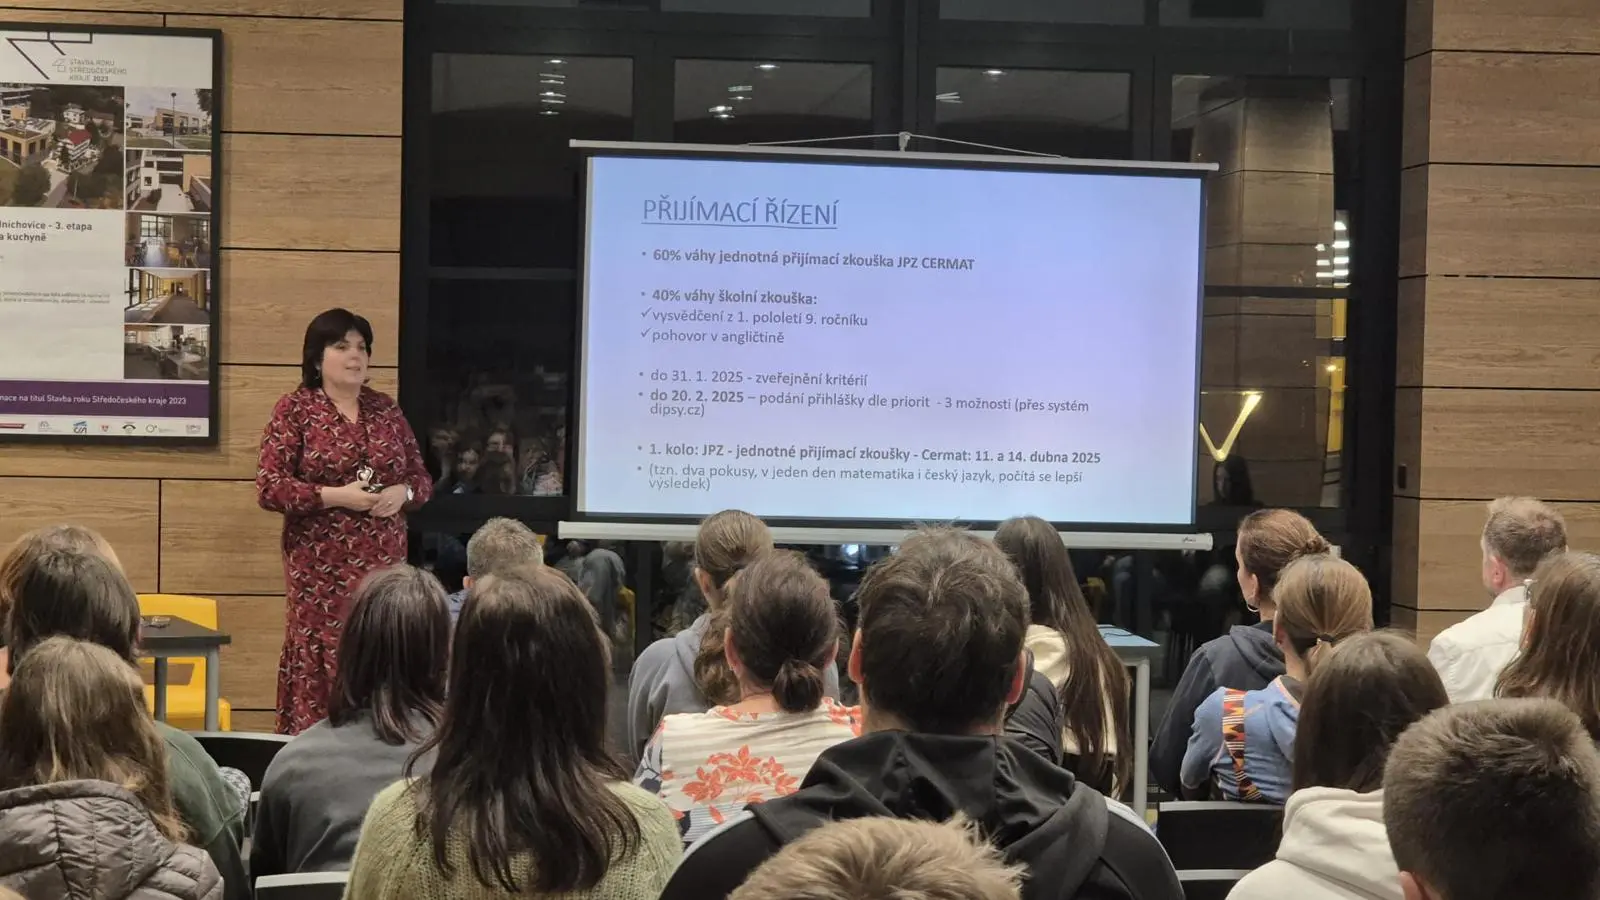 STAVBA ROKU
STŘEDOČESKÉHO
KRAJE 2023
nichovice - 3. etapa
a kuchyně
nace na titul Stavba roku Středočeského kraje 2023
PŘIJÍMACÍ ŘÍZENÍ
• 60% váhy jednotná přijímací zkouška JPZ CERMAT
• 40% váhy školní zkouška:
✓vysvědčení z 1. pololetí 9. ročníku
✓pohovor v angličtině
• do 31. 1. 2025 - zveřejnění kritérií
• do 20. 2. 2025 – podání přihlášky dle priorit - 3 možnosti (přes systém
dipsy.cz)
• 1. kolo: JPZ - jednotné přijímací zkoušky - Cermat: 11. a 14. dubna 2025
• (tzn. dva pokusy, v jeden den matematika i český jazyk, počítá se lepší
výsledek)